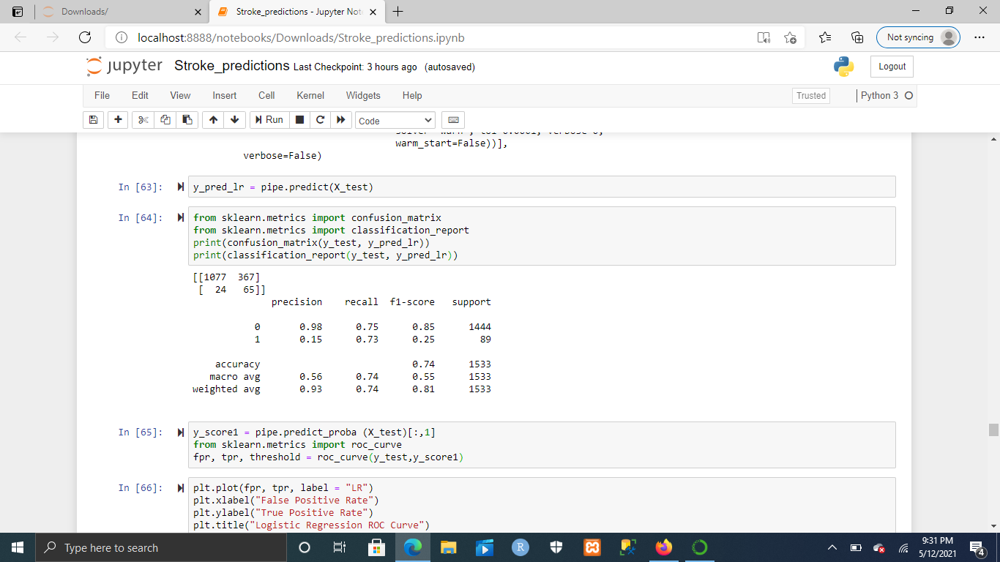 Downloads/
Stroke_predictions - Jupyter Not
localhost:8888/notebooks/Downloads/Stroke_predictions.ipynb
Not syncing
jupyter Stroke_predictions Last Checkpoint: 3 hours ago (autosaved)
Logout
File Edit View Insert Cell Kernel Widgets Help
Trusted
Python 3
Run
Code
warm_start=False))],
verbose=False)
In [63]: y_pred_lr = pipe.predict(X_test)
In [64]: from sklearn.metrics import confusion_matrix
from sklearn.metrics import classification_report
print(confusion_matrix(y_test, y_pred_lr))
print(classification_report(y_test, y_pred_lr))
[[1077 367]
[ 24 65]]
precision recall f1-score support
0 0.98 0.75 0.85 1444
1 0.15 0.73 0.25 89
accuracy 0.74 1533
macro avg 0.56 0.74 0.55 1533
weighted avg 0.93 0.74 0.81 1533
In [65]: y_score1 = pipe.predict_proba (X_test)[:,1]
from sklearn.metrics import roc_curve
fpr, tpr, threshold = roc_curve(y_test,y_score1)
In [66]: plt.plot(fpr, tpr, label = "LR")
plt.xlabel("False Positive Rate")
plt.ylabel("True Positive Rate")
plt.title("Logistic Regression ROC Curve")
Type here to search
R
9:31 PM
5/12/2021
4